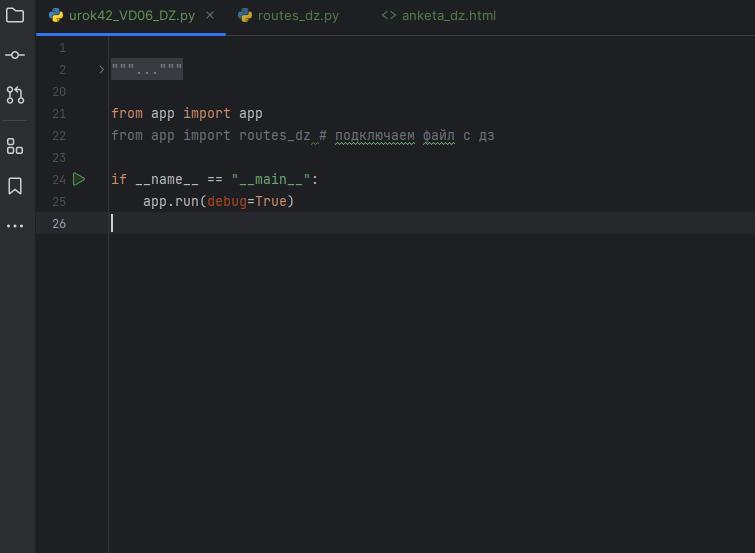 urok42_VD06_DZ.py routes_dz.py <> anketa_dz.html
1
2 """..."""
20
21 from app import app
22 from app import routes_dz # подключаем файл с дз
23
24 if __name__ == "__main__":
25 app.run(debug=True)
26